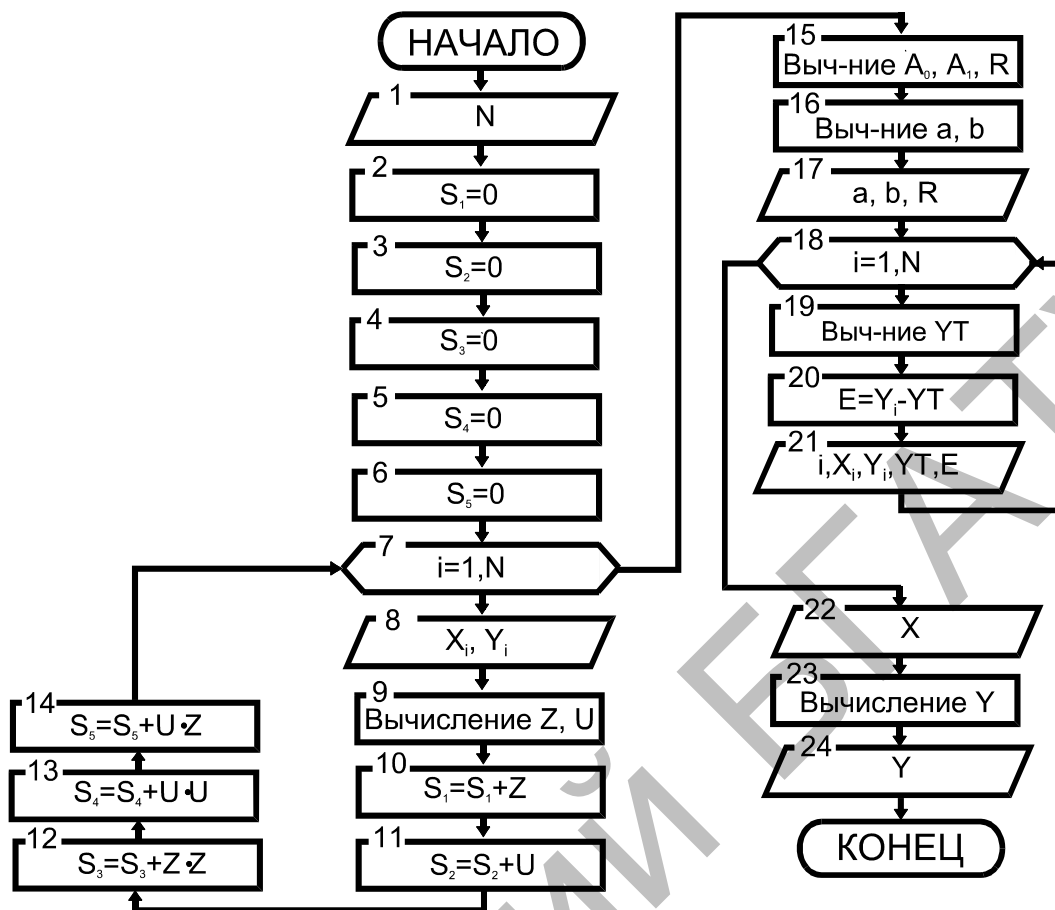 НАЧАЛО
1
N
2
S₁=0
3
S₂=0
4
S₃=0
5
S₄=0
6
S₅=0
7
i=1,N
8
Xᵢ, Yᵢ
9
Вычисление Z, U
10
S₁=S₁+Z
11
S₂=S₂+U
12
S₃=S₃+Z•Z
13
S₄=S₄+U•U
14
S₅=S₅+U•Z
15
Выч-ние A₀, A₁, R
16
Выч-ние a, b
17
a, b, R
18
i=1,N
19
Выч-ние YT
20
E=Yᵢ-YT
21
i,Xᵢ,Yᵢ,YT,E
22
X
23
Вычисление Y
24
Y
КОНЕЦ
ИЙ БГАТУ